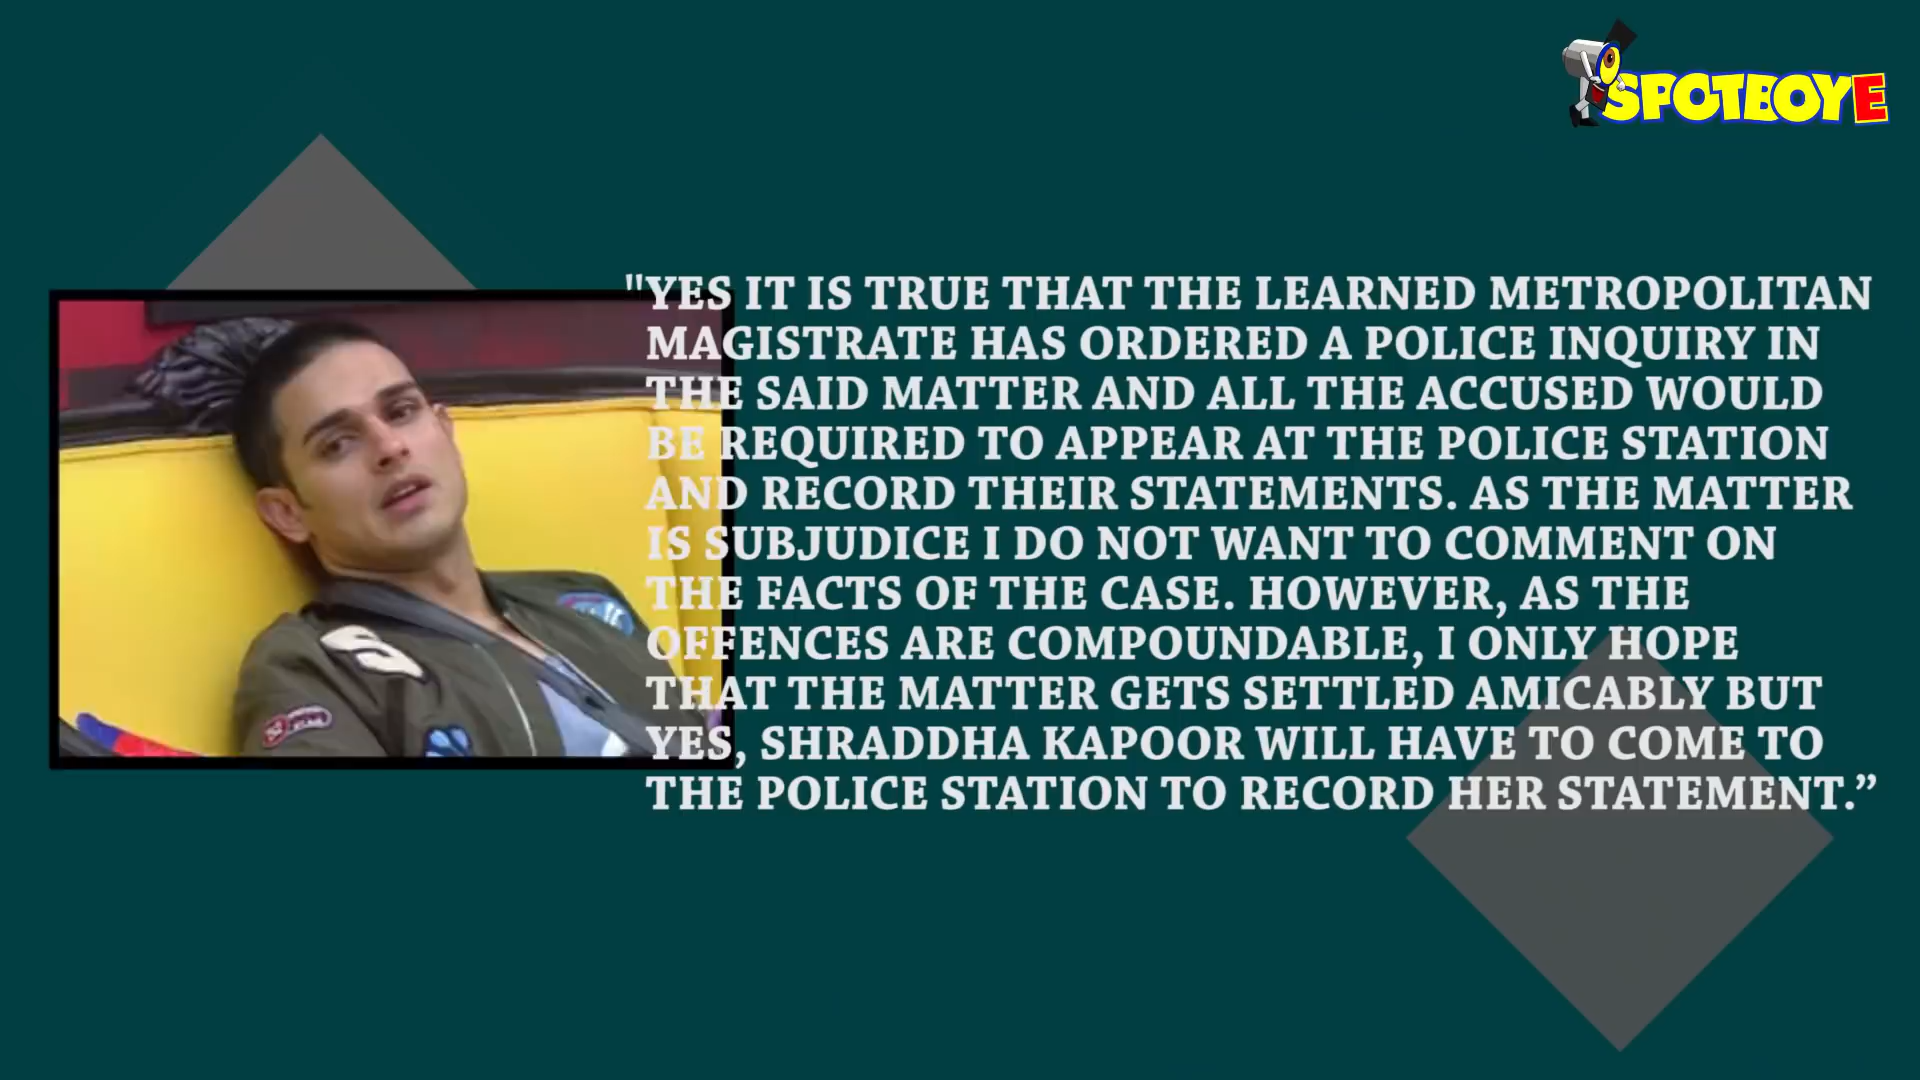 SPOTBOYE
"YES IT IS TRUE THAT THE LEARNED METROPOLITAN
MAGISTRATE HAS ORDERED A POLICE INQUIRY IN
THE SAID MATTER AND ALL THE ACCUSED WOULD
BE REQUIRED TO APPEAR AT THE POLICE STATION
AND RECORD THEIR STATEMENTS. AS THE MATTER
IS SUBJUDICE I DO NOT WANT TO COMMENT ON
THE FACTS OF THE CASE. HOWEVER, AS THE
OFFENCES ARE COMPOUNDABLE, I ONLY HOPE
THAT THE MATTER GETS SETTLED AMICABLY BUT
YES, SHRADDHA KAPOOR WILL HAVE TO COME TO
THE POLICE STATION TO RECORD HER STATEMENT.”
S